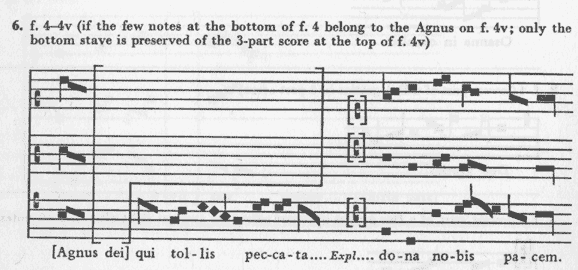 6. f. 4–4v (if the few notes at the bottom of f. 4 belong to the Agnus on f. 4v; only the
bottom stave is preserved of the 3-part score at the top of f. 4v)
[Agnus dei] qui tol-lis pec-ca-ta.... Expl.... do-na no-bis pa-cem.